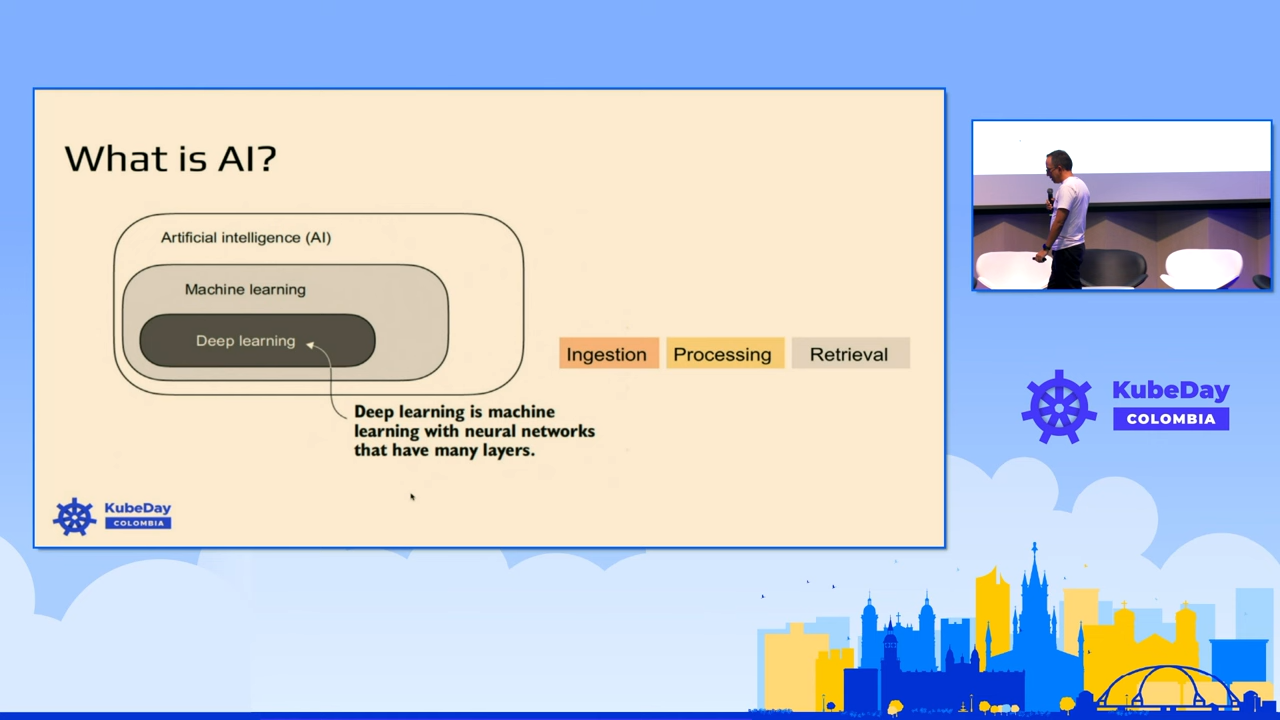 What is AI?
Artificial intelligence (AI)
Machine learning
Deep learning
Deep learning is machine
learning with neural networks
that have many layers.
Ingestion
Processing
Retrieval
KubeDay
COLOMBIA
KubeDay
COLOMBIA